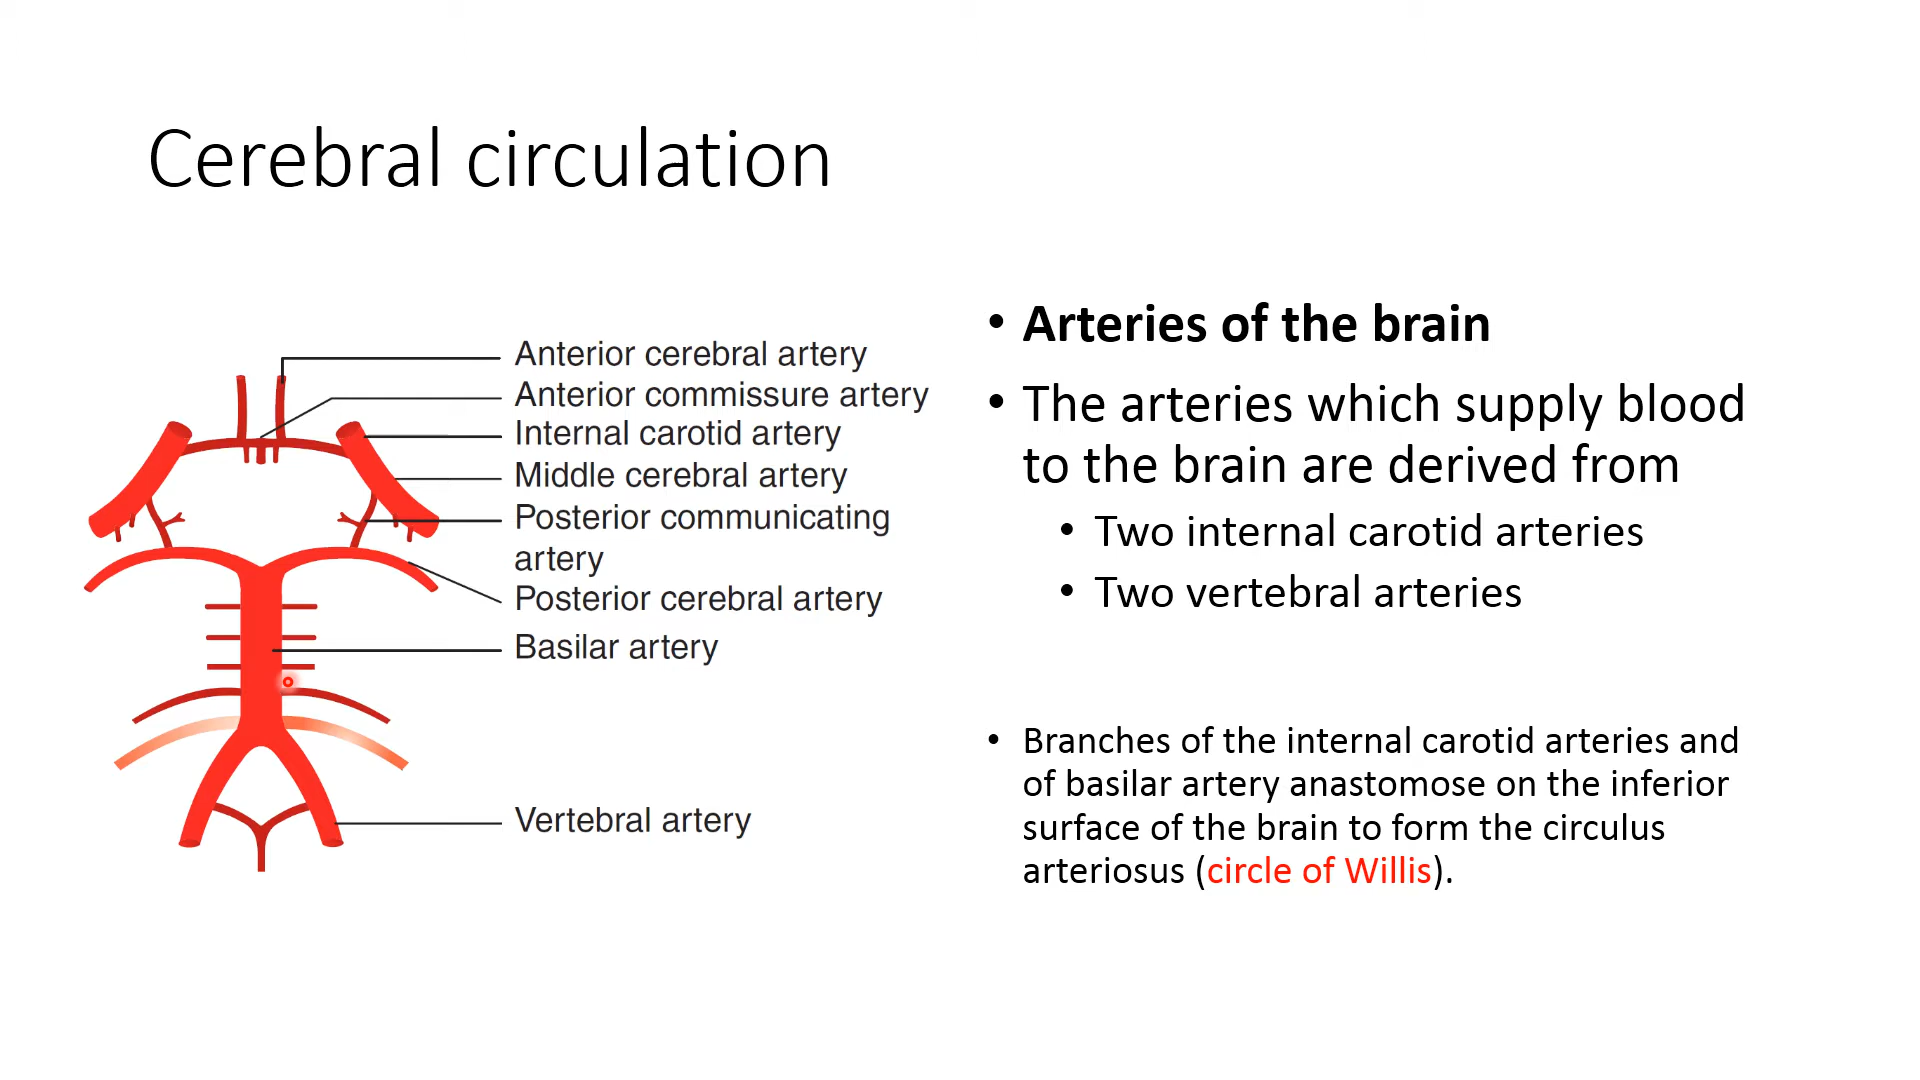 Cerebral circulation
Anterior cerebral artery
Anterior commissure artery
Internal carotid artery
Middle cerebral artery
Posterior communicating
artery
Posterior cerebral artery
Basilar artery
Vertebral artery
• Arteries of the brain
• The arteries which supply blood
to the brain are derived from
• Two internal carotid arteries
• Two vertebral arteries
• Branches of the internal carotid arteries and
of basilar artery anastomose on the inferior
surface of the brain to form the circulus
arteriosus (circle of Willis).